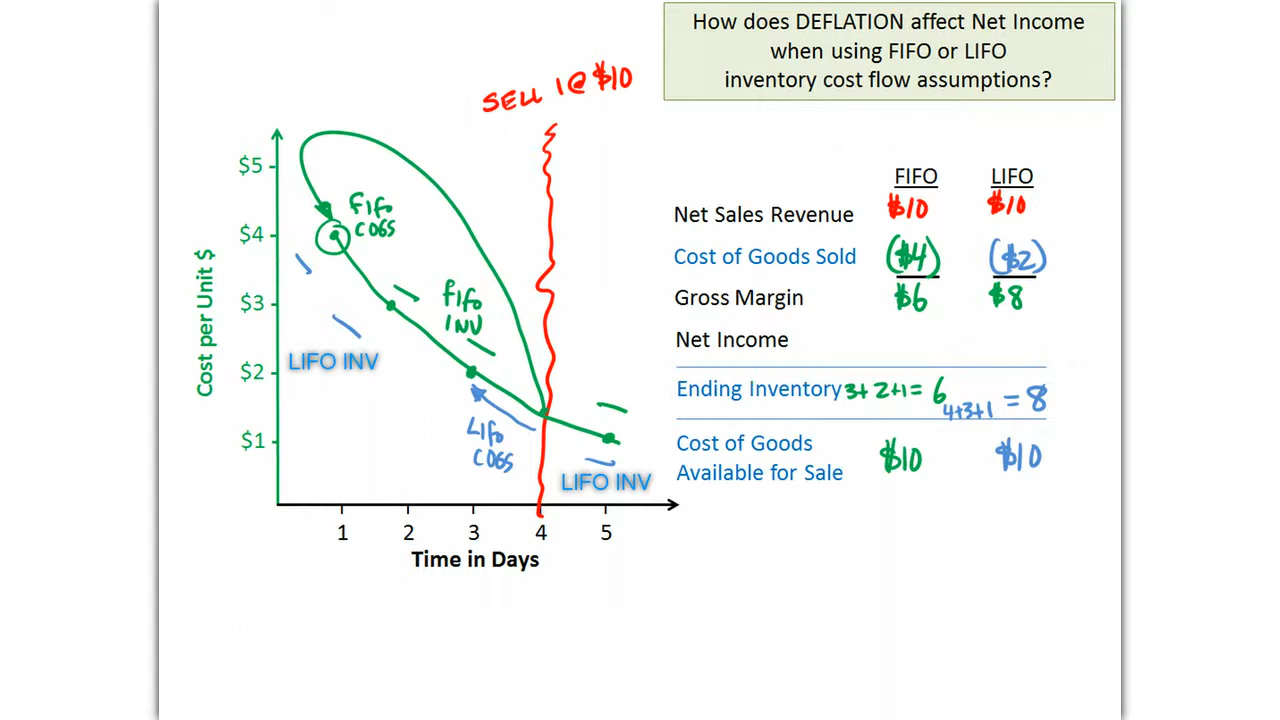 How does DEFLATION affect Net Income
when using FIFO or LIFO
inventory cost flow assumptions?
SELL 1@ $10
Cost per Unit $
$5
$4
$3
$2
$1
FIFO
COGS
FIFO
INV
LIFO INV
LIFO
COGS
LIFO INV
1 2 3 4 5
Time in Days
FIFO LIFO
Net Sales Revenue $10 $10
Cost of Goods Sold ($4) ($2)
Gross Margin $6 $8
Net Income
Ending Inventory 3+2+1= 6 4+3+1 = 8
Cost of Goods
Available for Sale $10 $10